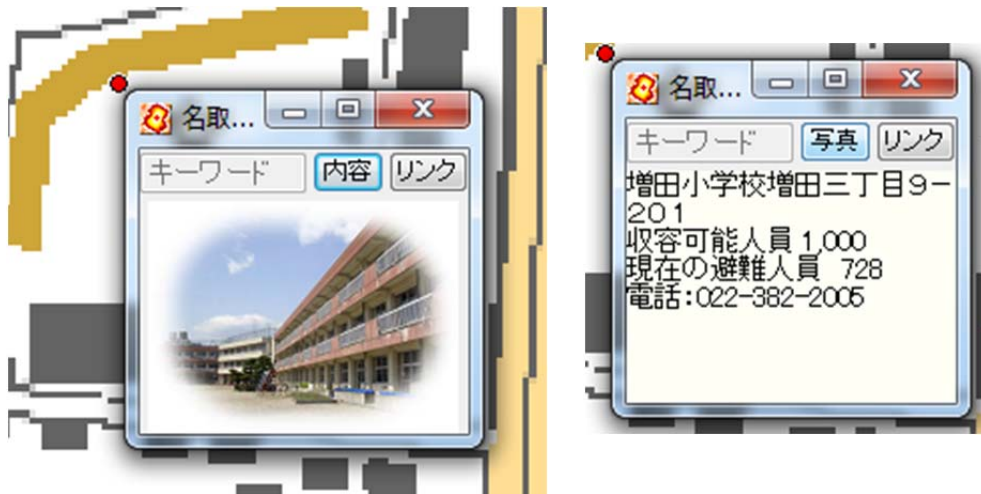 名取...
キーワード 内容 リンク
名取...
キーワード 写真 リンク
増田小学校増田三丁目9-
201
収容可能人員 1,000
現在の避難人員 728
電話:022-382-2005